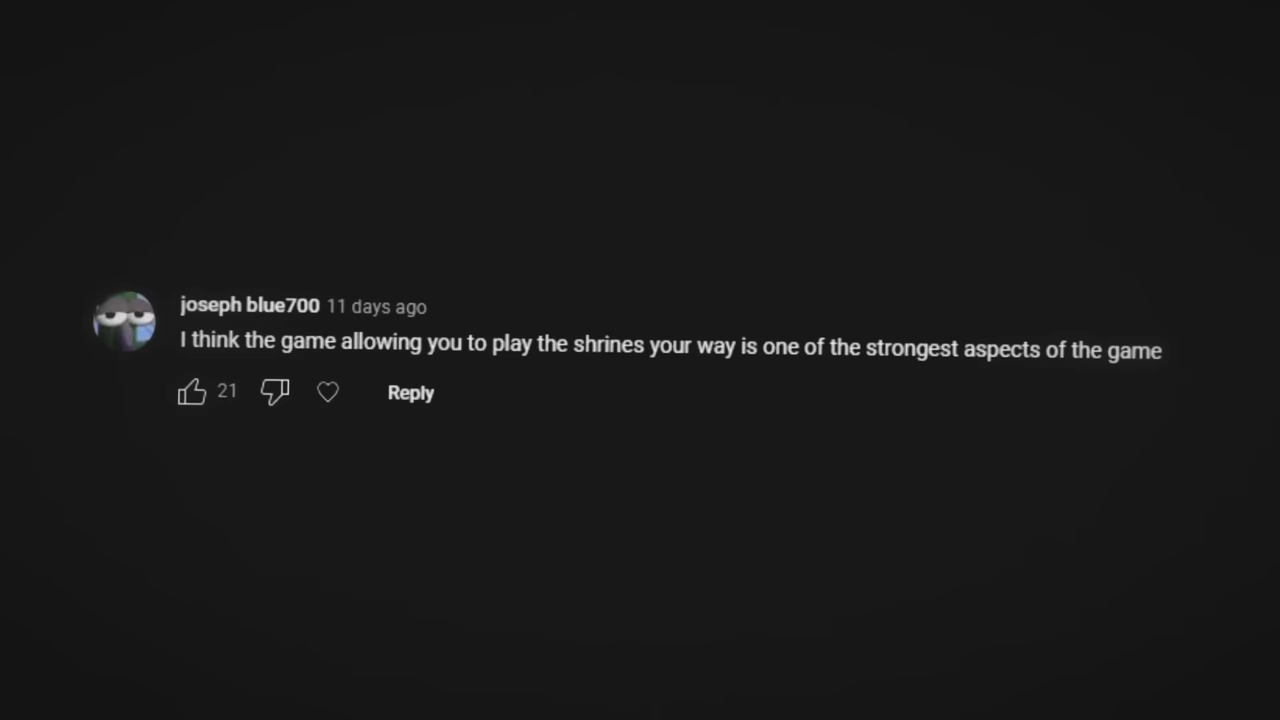 joseph blue700 11 days ago
I think the game allowing you to play the shrines your way is one of the strongest aspects of the game
21 Reply